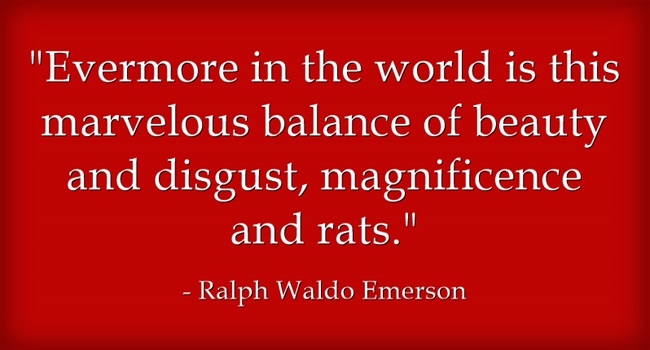 "Evermore in the world is this
marvelous balance of beauty
and disgust, magnificence
and rats."
- Ralph Waldo Emerson